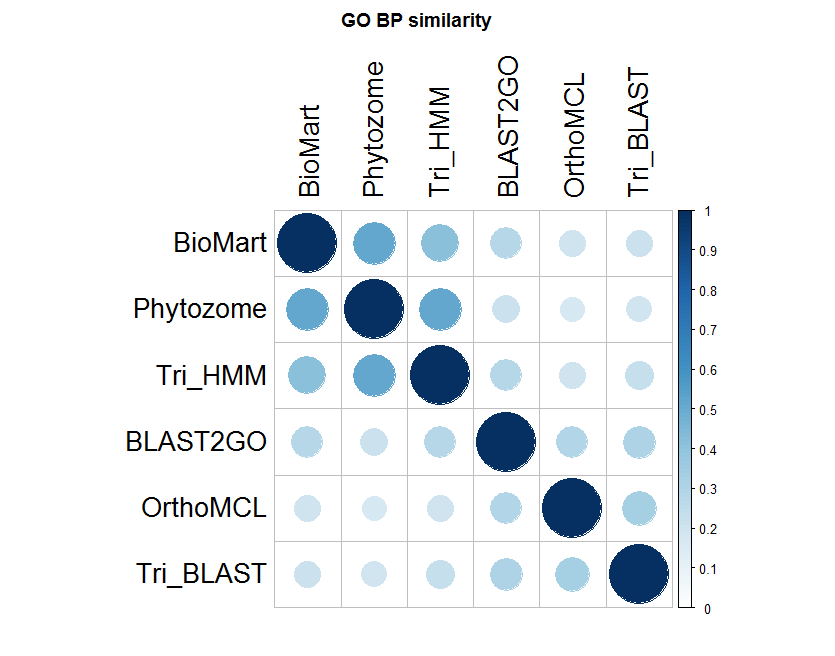 GO BP similarity
BioMart
Phytozome
Tri_HMM
BLAST2GO
OrthoMCL
Tri_BLAST
BioMart
Phytozome
Tri_HMM
BLAST2GO
OrthoMCL
Tri_BLAST
1
0.9
0.8
0.7
0.6
0.5
0.4
0.3
0.2
0.1
0